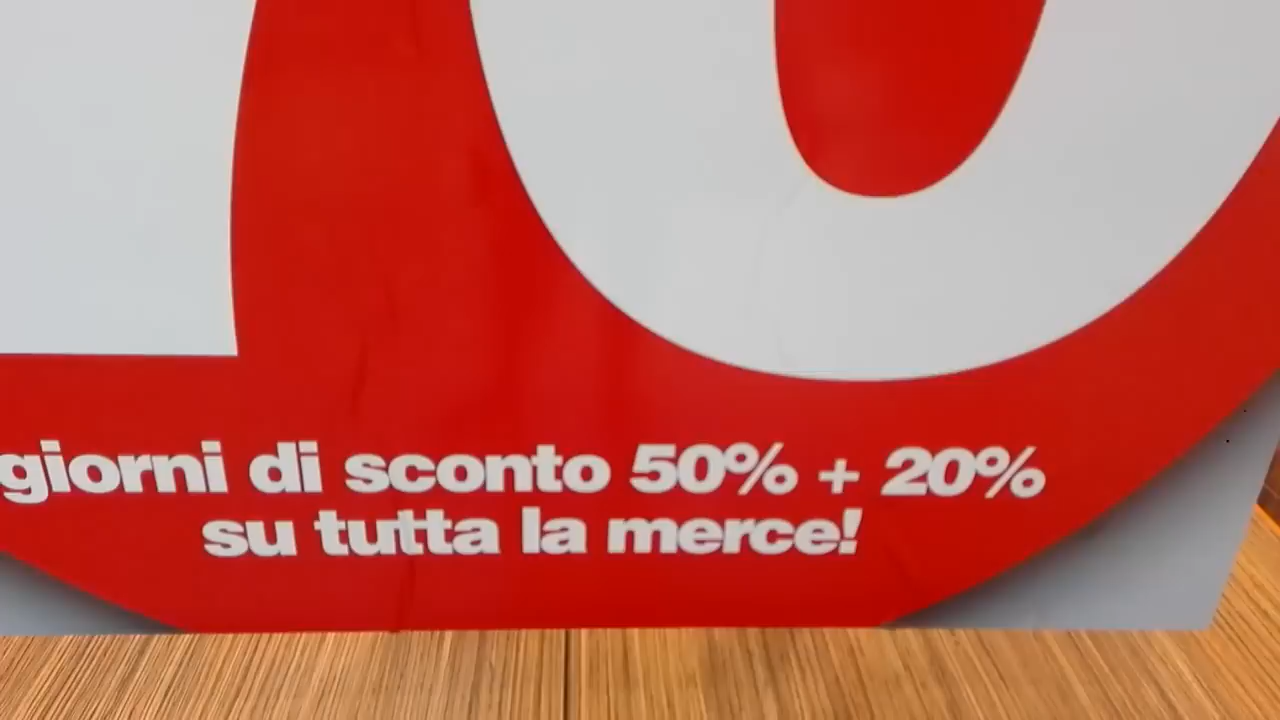 giorni di sconto 50% + 20%
su tutta la merce!